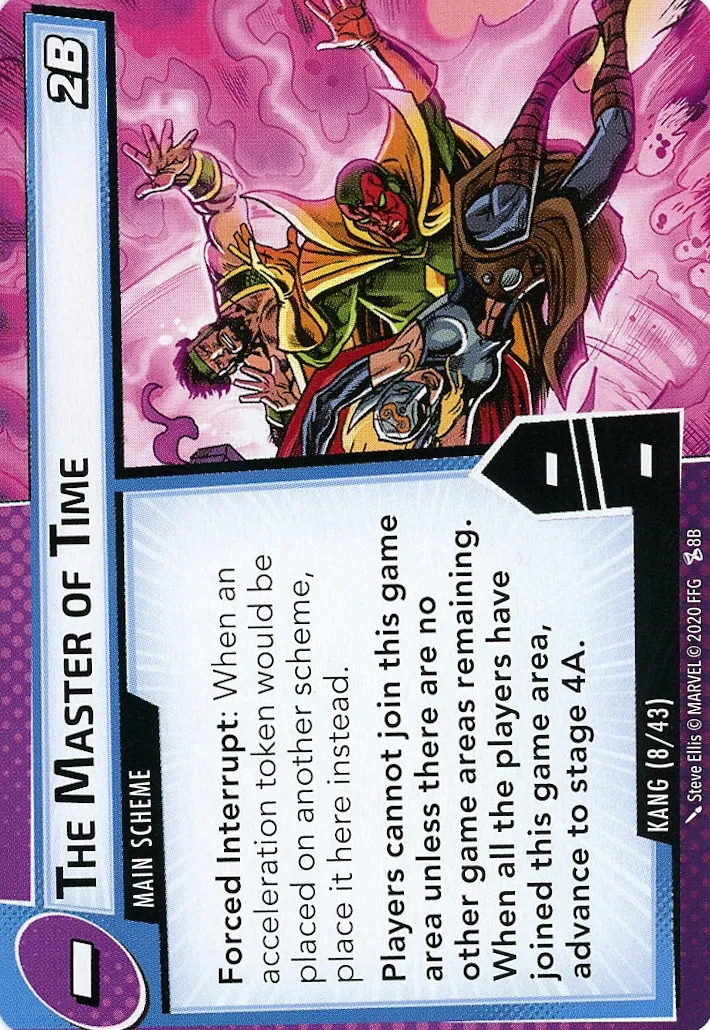 THE MASTER OF TIME
2B
MAIN SCHEME
Forced Interrupt: When an
acceleration token would be
placed on another scheme,
place it here instead.
Players cannot join this game
area unless there are no
other game areas remaining.
When all the players have
joined this game area,
advance to stage 4A.
KANG (8/43)
Steve Ellis © MARVEL © 2020 FFG 8B